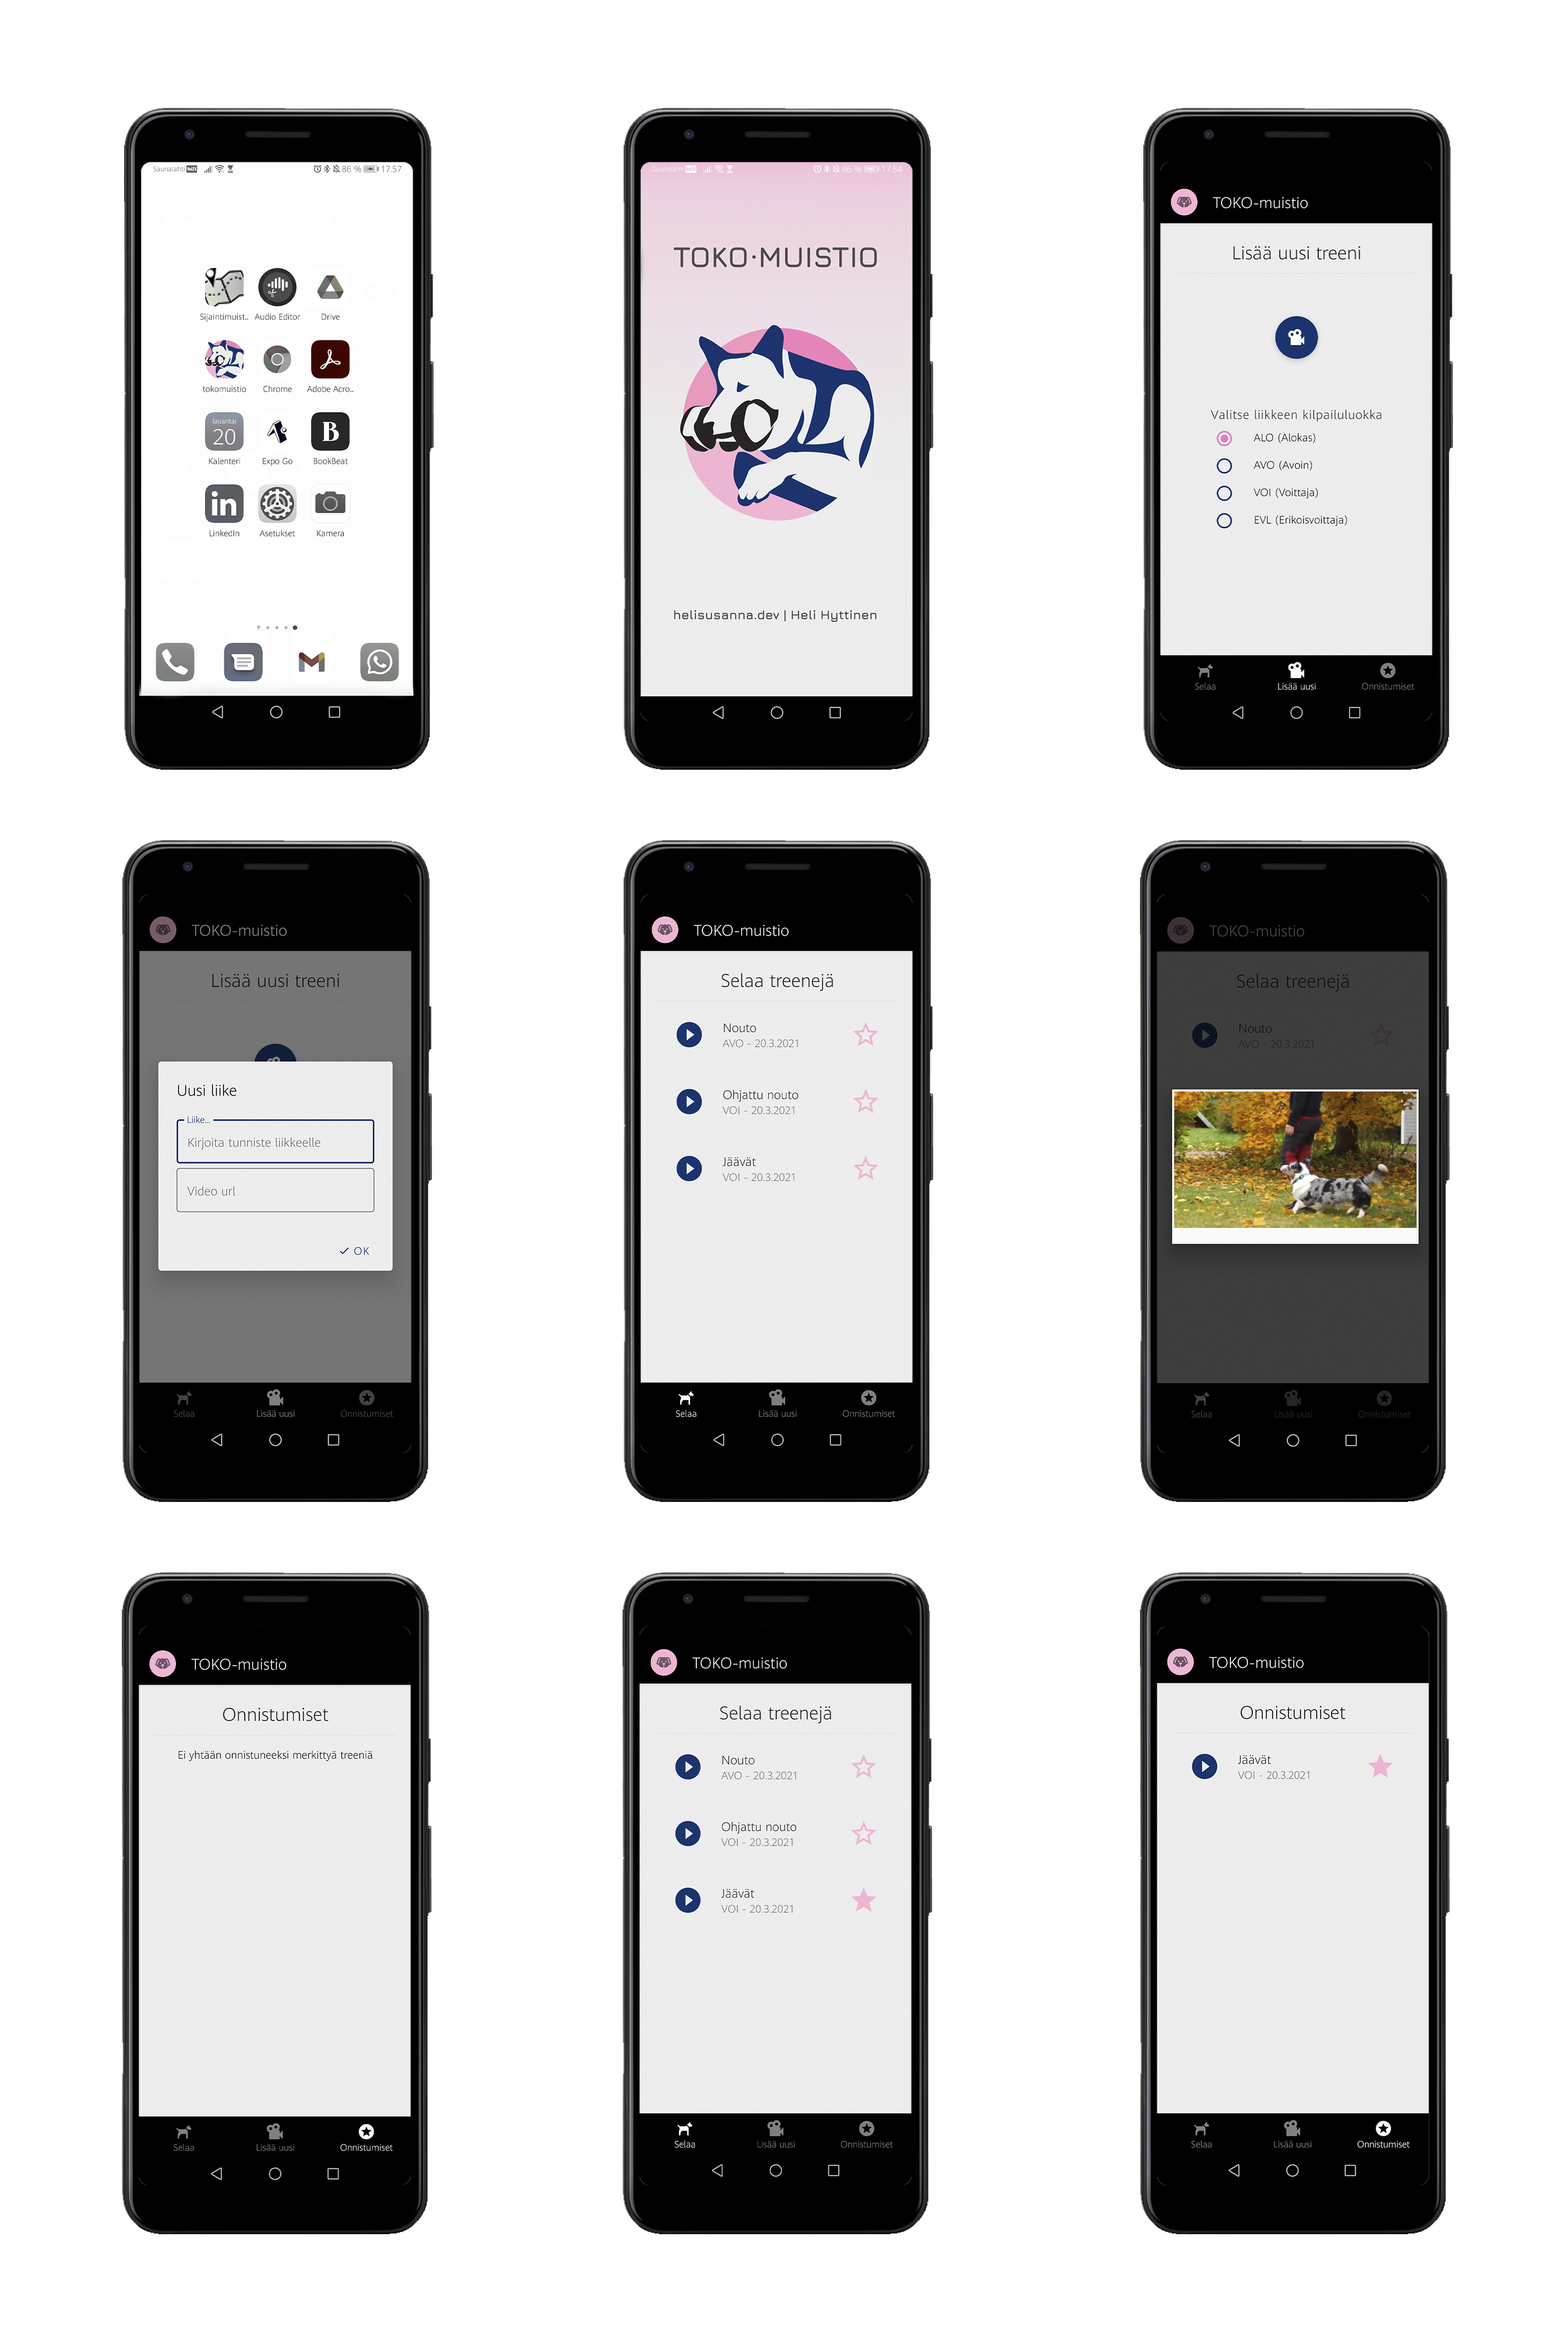 Saunalahti VoLTE 86 % 17.57
Sijaintimuist.. Audio Editor Drive
tokomuistio Chrome Adobe Acro..
lauantai
20
B
Kalenteri Expo Go BookBeat
in
LinkedIn Asetukset Kamera
Saunalahti 86 % 17.54
TOKO·MUISTIO
helisusanna.dev | Heli Hyttinen
TOKO-muistio
Lisää uusi treeni
Valitse liikkeen kilpailuluokka
ALO (Alokas)
AVO (Avoin)
VOI (Voittaja)
EVL (Erikoisvoittaja)
Selaa Lisää uusi Onnistumiset
TOKO-muistio
Lisää uusi treeni
Uusi liike
Liike...
Kirjoita tunniste liikkeelle
Video url
OK
Selaa Lisää uusi Onnistumiset
TOKO-muistio
Selaa treenejä
Nouto
AVO - 20.3.2021
Ohjattu nouto
VOI - 20.3.2021
Jäävät
VOI - 20.3.2021
Selaa Lisää uusi Onnistumiset
TOKO-muistio
Selaa treenejä
Nouto
AVO - 20.3.2021
Selaa Lisää uusi Onnistumiset
TOKO-muistio
Onnistumiset
Ei yhtään onnistuneeksi merkittyä treeniä
Selaa Lisää uusi Onnistumiset
TOKO-muistio
Selaa treenejä
Nouto
AVO - 20.3.2021
Ohjattu nouto
VOI - 20.3.2021
Jäävät
VOI - 20.3.2021
Selaa Lisää uusi Onnistumiset
TOKO-muistio
Onnistumiset
Jäävät
VOI - 20.3.2021
Selaa Lisää uusi Onnistumiset